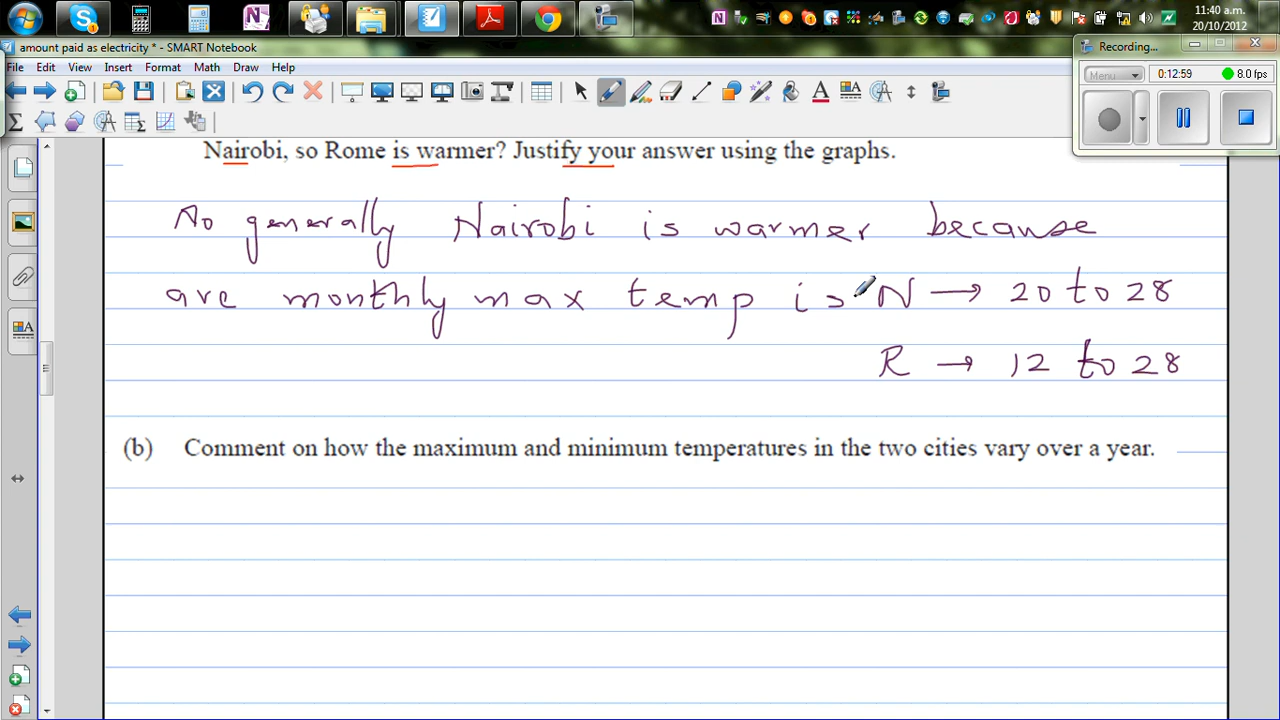 11:40 a.m.
20/10/2012
amount paid as electricity * - SMART Notebook
Recording...
File Edit View Insert Format Math Draw Help
Menu
0:12:59
8.0 fps
Nairobi, so Rome is warmer? Justify your answer using the graphs.
No generally Nairobi is warmer because
ave monthly max temp is N → 20 to 28
R → 12 to 28
(b) Comment on how the maximum and minimum temperatures in the two cities vary over a year.